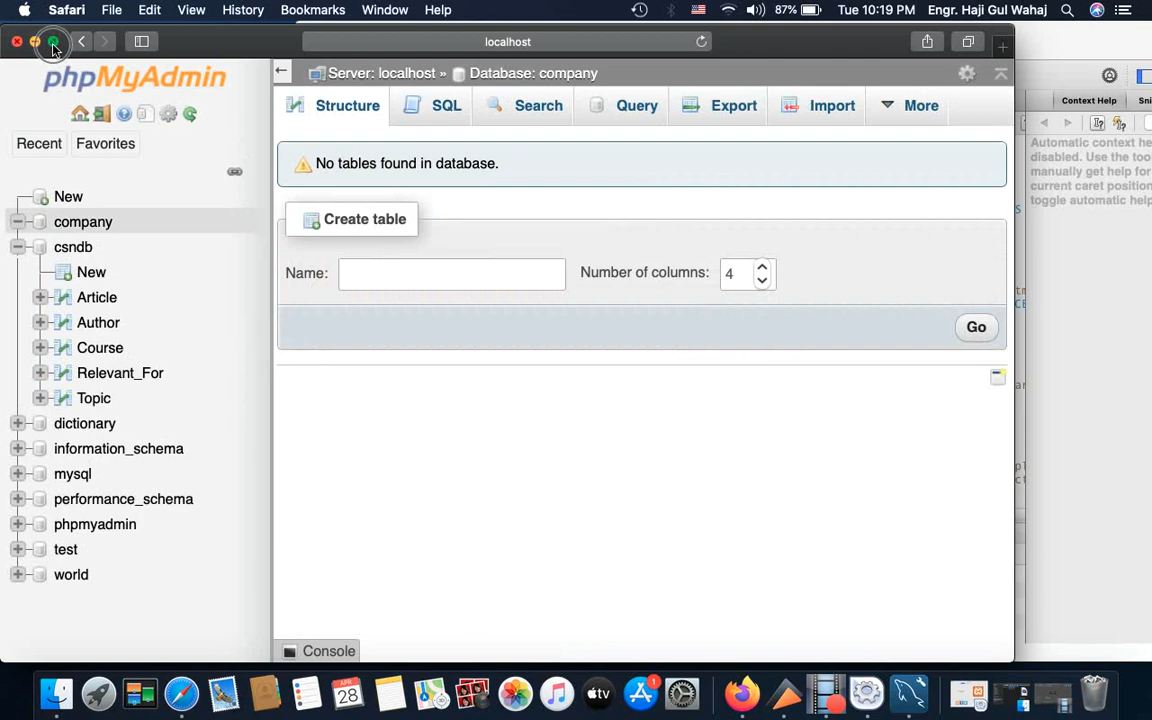 Safari File Edit View History Bookmarks Window Help 87% Tue 10:19 PM Engr. Haji Gul Wahaj
localhost
phpMyAdmin
Recent Favorites
New
company
csndb
New
Article
Author
Course
Relevant_For
Topic
dictionary
information_schema
mysql
performance_schema
phpmyadmin
test
world
Server: localhost » Database: company
Structure SQL Search Query Export Import More
No tables found in database.
Create table
Name: Number of columns: 4
Go
Console
Context Help
Automatic context he
disabled. Use the too
manually get help for
current caret position
toggle automatic help
APR
28
1